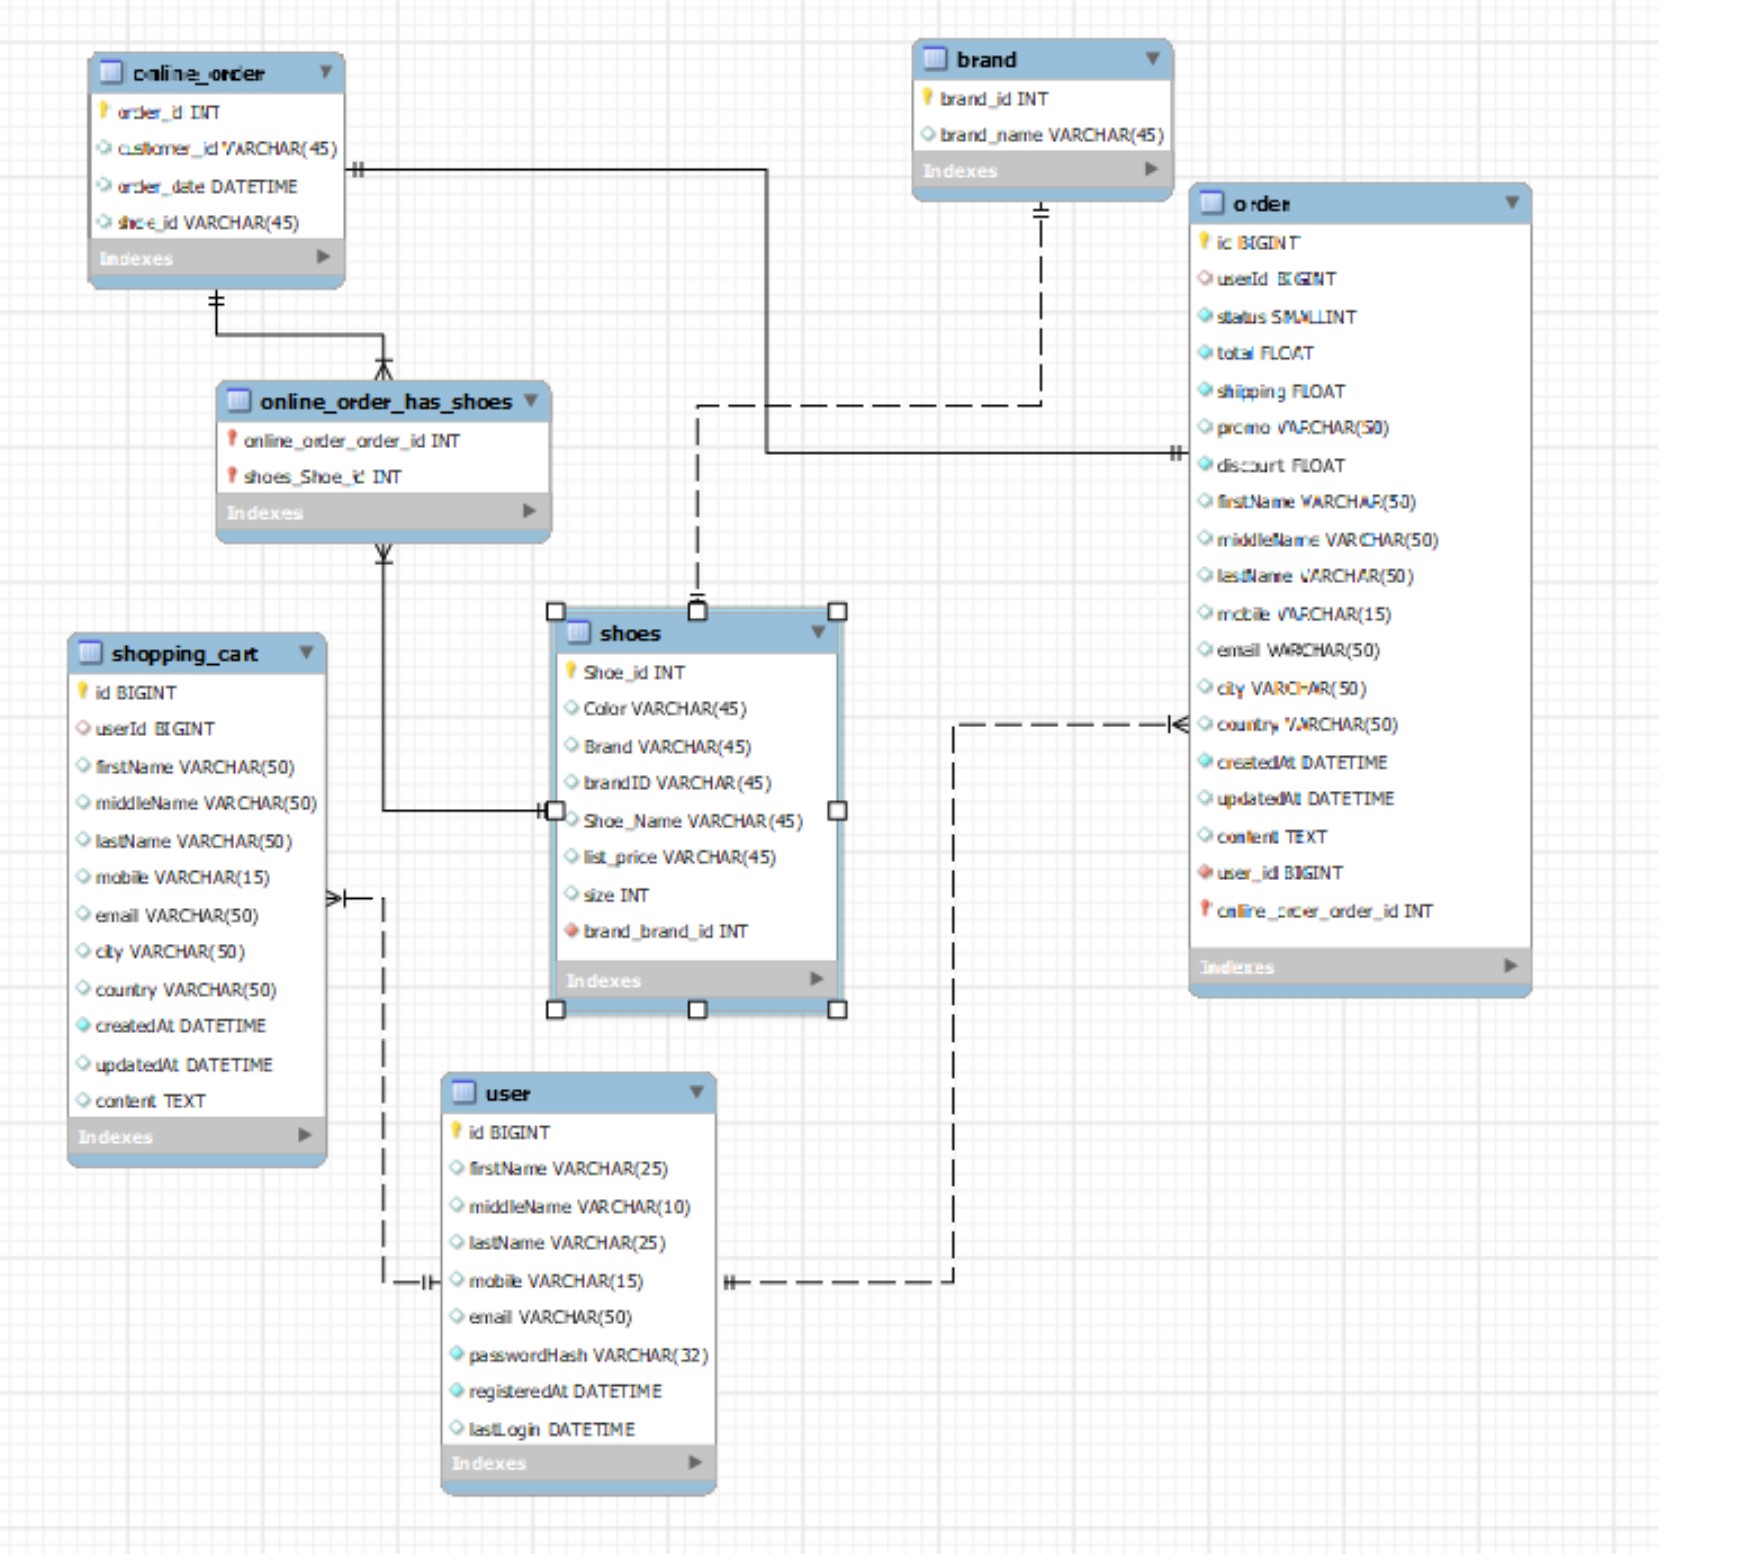 online_order
order_id INT
customer_id VARCHAR(45)
order_date DATETIME
shoe_id VARCHAR(45)
Indexes
brand
brand_id INT
brand_name VARCHAR(45)
Indexes
order
id BIGINT
userId BIGINT
status SMALLINT
total FLOAT
shipping FLOAT
promo VARCHAR(50)
discount FLOAT
firstName VARCHAR(50)
middleName VARCHAR(50)
lastName VARCHAR(50)
mobile VARCHAR(15)
email VARCHAR(50)
city VARCHAR(50)
country VARCHAR(50)
createdAt DATETIME
updatedAt DATETIME
content TEXT
user_id BIGINT
online_order_order_id INT
Indexes
online_order_has_shoes
online_order_order_id INT
shoes_Shoe_id INT
Indexes
shoes
Shoe_id INT
Color VARCHAR(45)
Brand VARCHAR(45)
brandID VARCHAR(45)
Shoe_Name VARCHAR(45)
list_price VARCHAR(45)
size INT
brand_brand_id INT
Indexes
shopping_cart
id BIGINT
userId BIGINT
firstName VARCHAR(50)
middleName VARCHAR(50)
lastName VARCHAR(50)
mobile VARCHAR(15)
email VARCHAR(50)
city VARCHAR(50)
country VARCHAR(50)
createdAt DATETIME
updatedAt DATETIME
content TEXT
Indexes
user
id BIGINT
firstName VARCHAR(25)
middleName VARCHAR(10)
lastName VARCHAR(25)
mobile VARCHAR(15)
email VARCHAR(50)
passwordHash VARCHAR(32)
registeredAt DATETIME
lastLogin DATETIME
Indexes